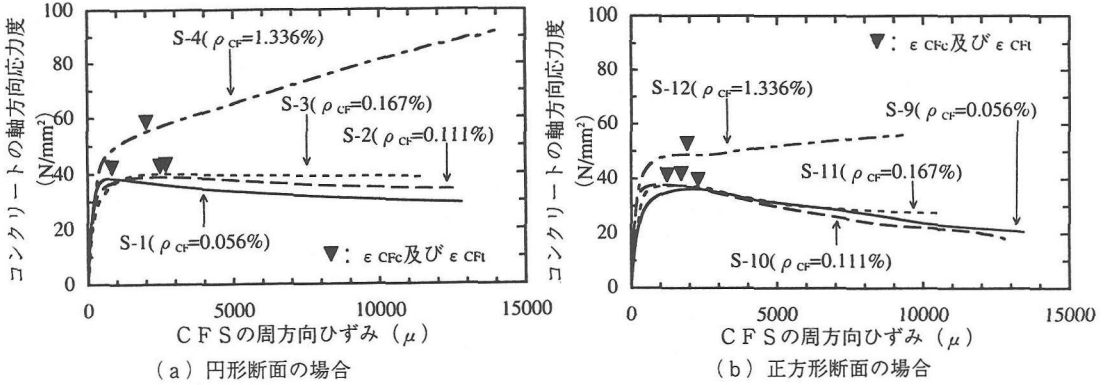 コンクリートの軸方向応力度
(N/mm²)
100
80
60
40
20
0
S-4(ρCF=1.336%)
S-3(ρCF=0.167%)
S-2(ρCF=0.111%)
S-1(ρCF=0.056%)
▼:εCFc及びεCFt
0 5000 10000 15000
CFSの周方向ひずみ(μ)
(a)円形断面の場合
コンクリートの軸方向応力度
(N/mm²)
100
80
60
40
20
0
▼:εCFc及びεCFt
S-12(ρCF=1.336%)
S-9(ρCF=0.056%)
S-11(ρCF=0.167%)
S-10(ρCF=0.111%)
0 5000 10000 15000
CFSの周方向ひずみ(μ)
(b)正方形断面の場合